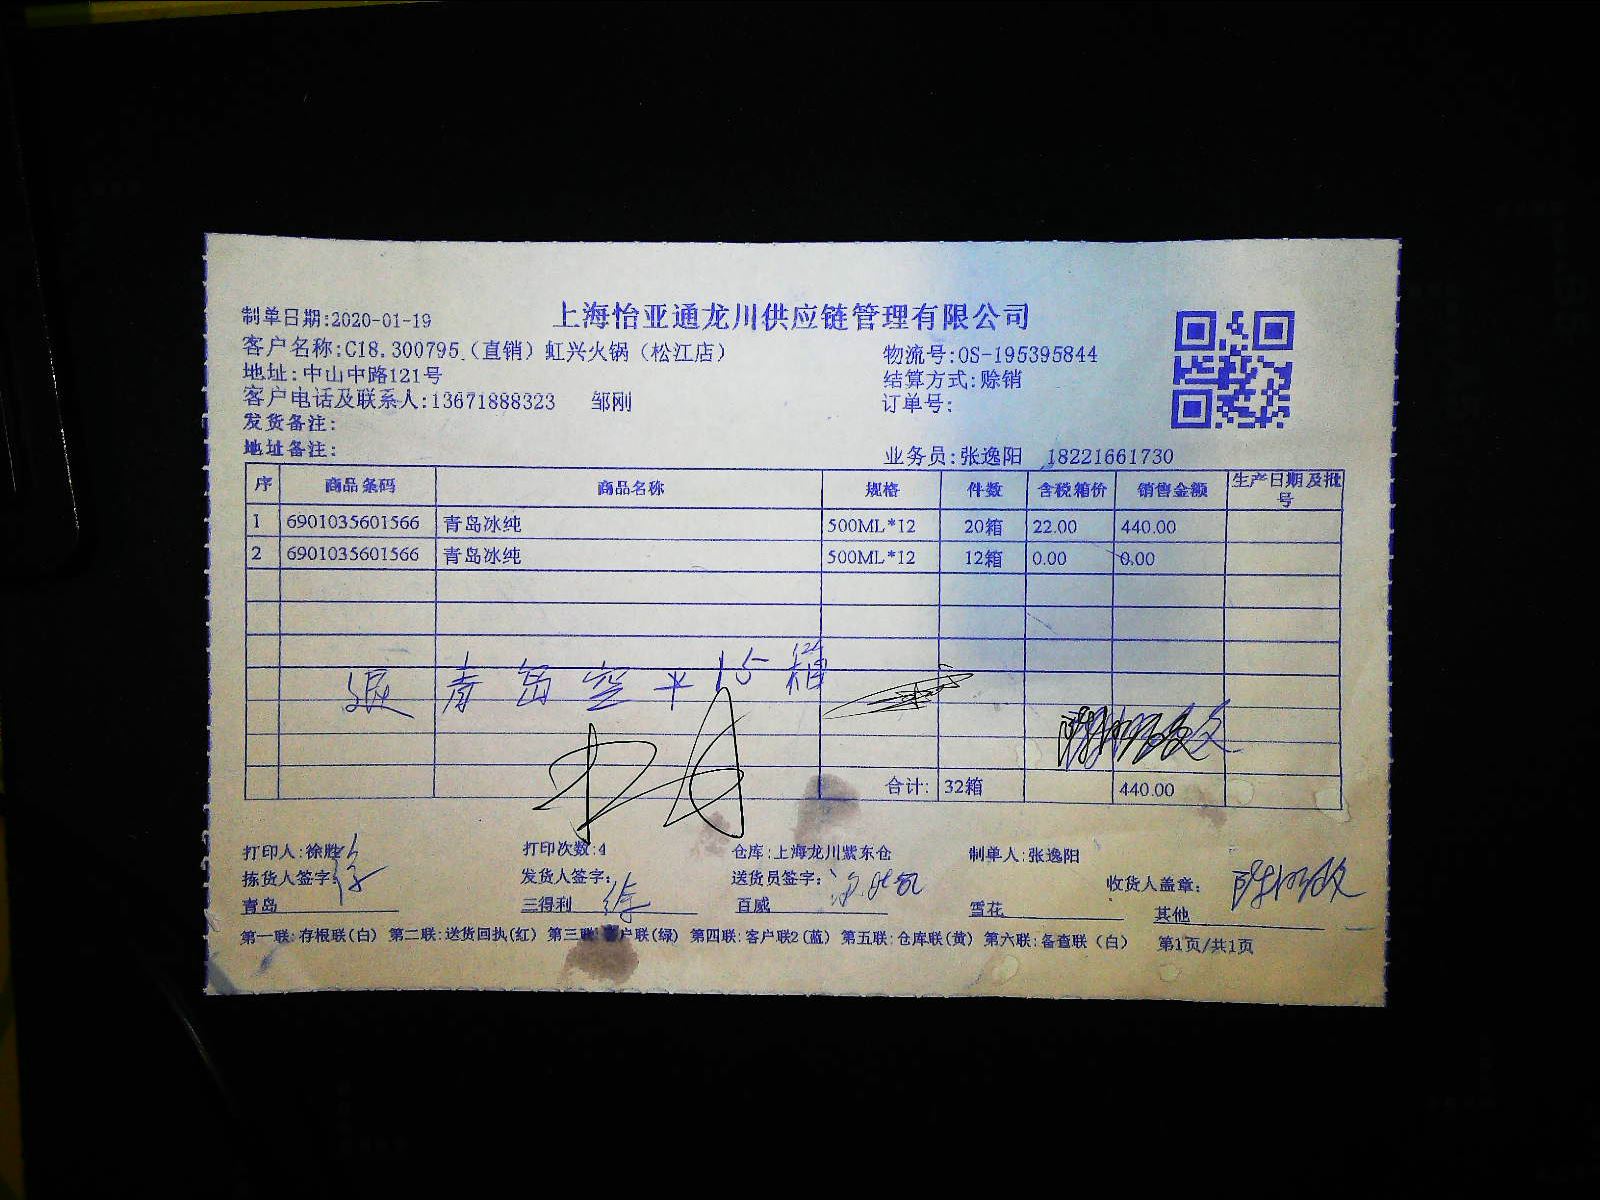 上海怡亚通龙川供应链管理有限公司
制单日期:2020-01-19
客户名称:C18.300795.(直销)虹兴火锅(松江店) 物流号:OS-195395844
地址:中山中路121号 结算方式:赊销
客户电话及联系人:13671888323 邹刚 订单号:
发货备注:
地址备注: 业务员:张逸阳 18221661730
序 商品条码 商品名称 规格 件数 含税箱价 销售金额 生产日期及批号
1 6901035601566 青岛冰纯 500ML*12 20箱 22.00 440.00
2 6901035601566 青岛冰纯 500ML*12 12箱 0.00 0.00
退 青岛空 15箱
合计: 32箱 440.00
打印人:徐胜 打印次数:4 仓库:上海龙川紫东仓 制单人:张逸阳
拣货人签字: 发货人签字: 送货员签字: 收货人盖章:
青岛 三得利 百威 雪花 其他
第一联:存根联(白) 第二联:送货回执(红) 第三联:客户联(绿) 第四联:客户联2(蓝) 第五联:仓库联(黄) 第六联:备查联(白) 第1页/共1页